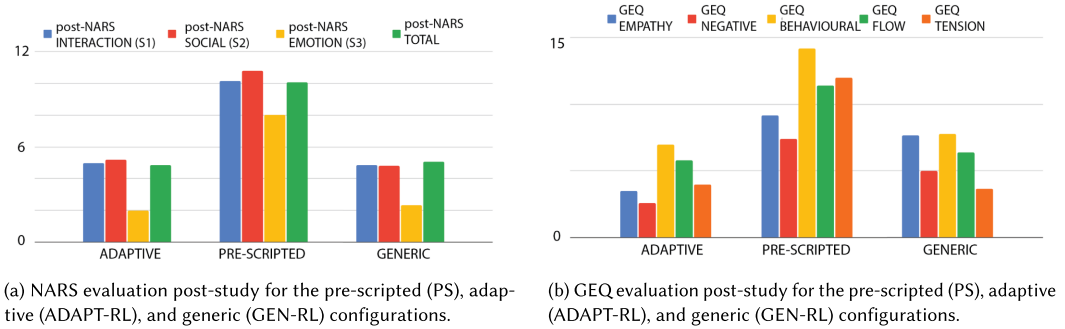 post-NARS INTERACTION (S1)
post-NARS SOCIAL (S2)
post-NARS EMOTION (S3)
post-NARS TOTAL
12
6
0
ADAPTIVE PRE-SCRIPTED GENERIC
(a) NARS evaluation post-study for the pre-scripted (PS), adap-
tive (ADAPT-RL), and generic (GEN-RL) configurations.
GEQ EMPATHY
GEQ NEGATIVE
GEQ BEHAVIOURAL
GEQ FLOW
GEQ TENSION
15
0
ADAPTIVE PRE-SCRIPTED GENERIC
(b) GEQ evaluation post-study for the pre-scripted (PS), adaptive
(ADAPT-RL), and generic (GEN-RL) configurations.